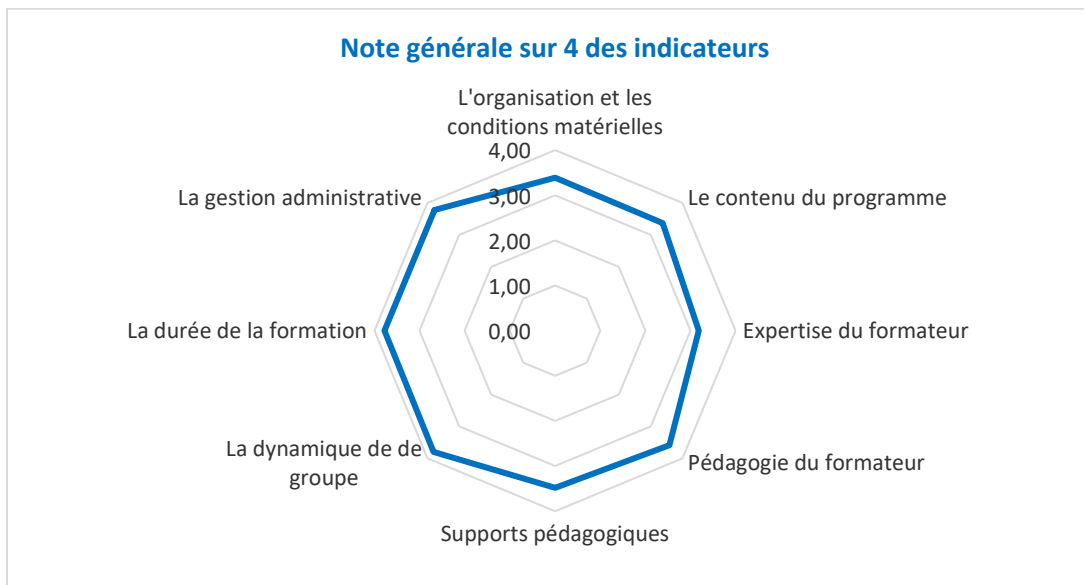 Note générale sur 4 des indicateurs
L'organisation et les
conditions matérielles
4,00
3,00
2,00
1,00
0,00
Le contenu du programme
Expertise du formateur
Pédagogie du formateur
Supports pédagogiques
La dynamique de de
groupe
La durée de la formation
La gestion administrative